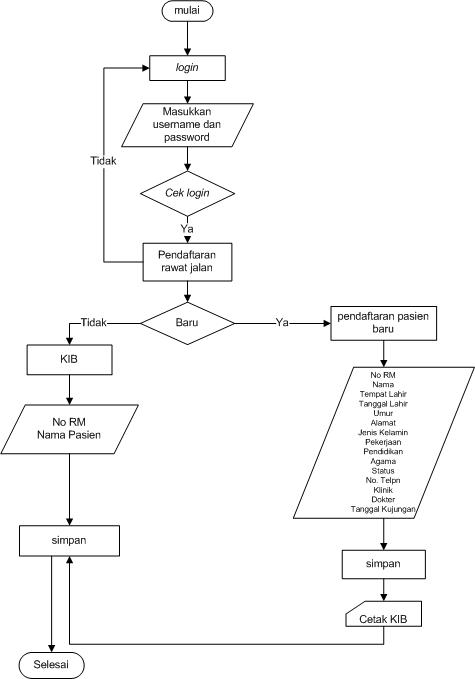 mulai
login
Masukkan
username dan
password
Tidak
Cek login
Ya
Pendaftaran
rawat jalan
Tidak
Baru
Ya
pendaftaran pasien
baru
KIB
No RM
Nama
Tempat Lahir
Tanggal Lahir
Umur
Alamat
Jenis Kelamin
Pekerjaan
Pendidikan
Agama
Status
No. Telpn
Klinik
Dokter
Tanggal Kujungan
No RM
Nama Pasien
simpan
simpan
Cetak KIB
Selesai